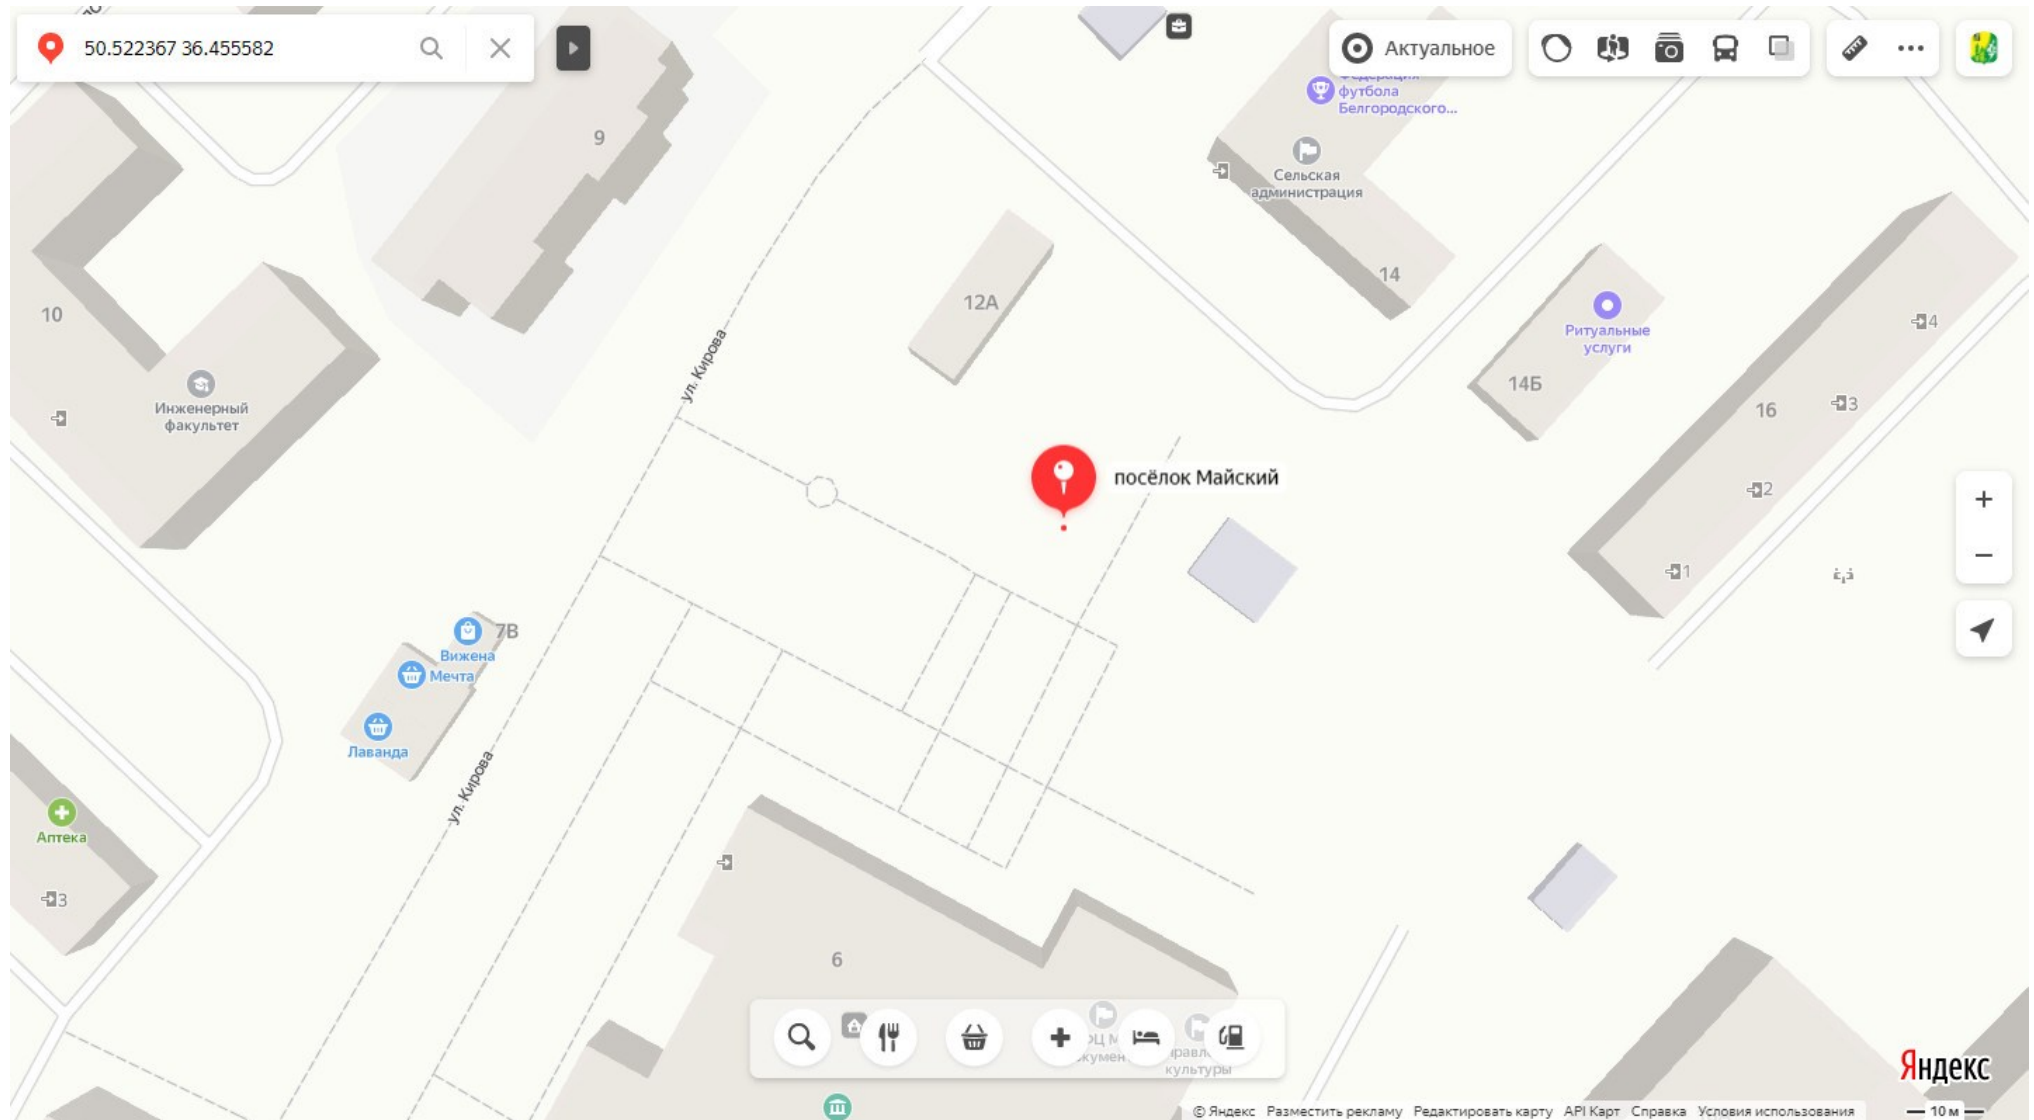 50.522367 36.455582
Актуальное
футбола
Белгородского...
9
Сельская
администрация
14
12А
10
ул. Кирова
Ритуальные
услуги
4
14Б
16
3
Инженерный
факультет
посёлок Майский
2
1
7В
Вижена
Мечта
Лаванда
ул. Кирова
Аптека
3
6
культуры
Яндекс
© Яндекс Разместить рекламу Редактировать карту API Карт Справка Условия использования
10 м